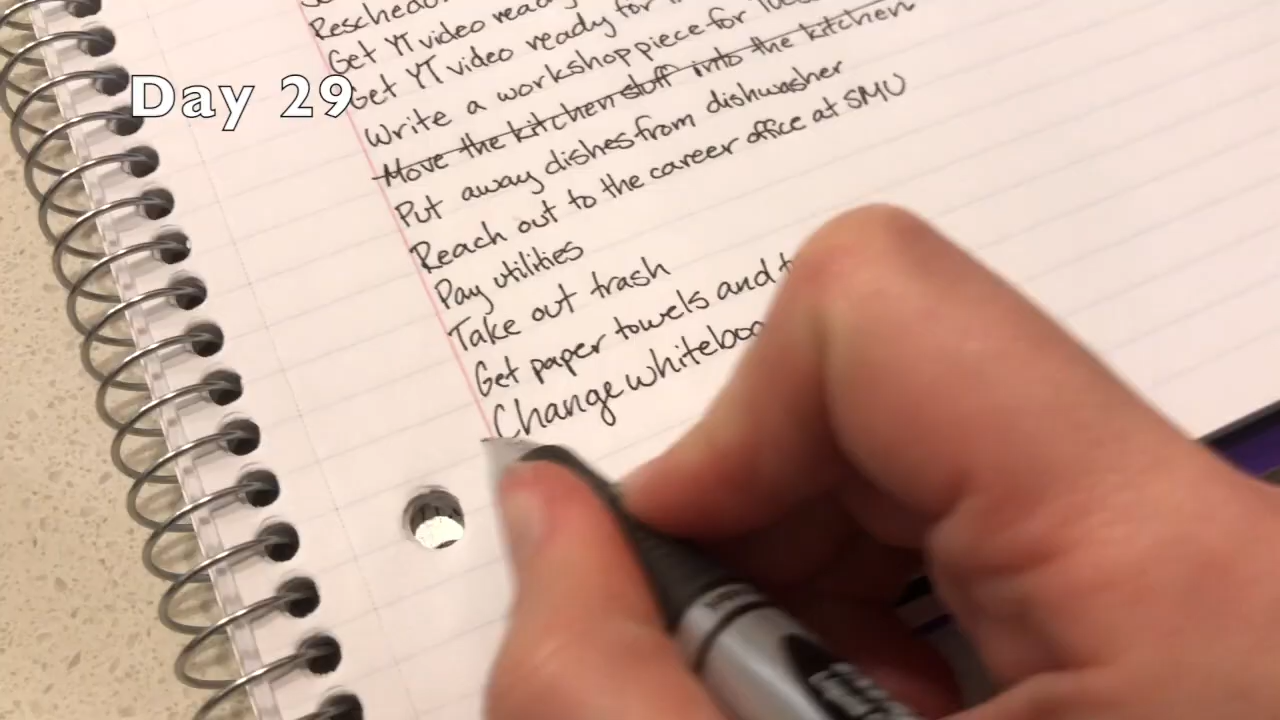 Get YT video ready
Day 29
Get YT video ready for
Write a workshop piece for
Move the kitchen stuff into the kitchen
Put away dishes from dishwasher
Reach out to the career office at SMU
Pay utilities
Take out trash
Get paper towels and
Change